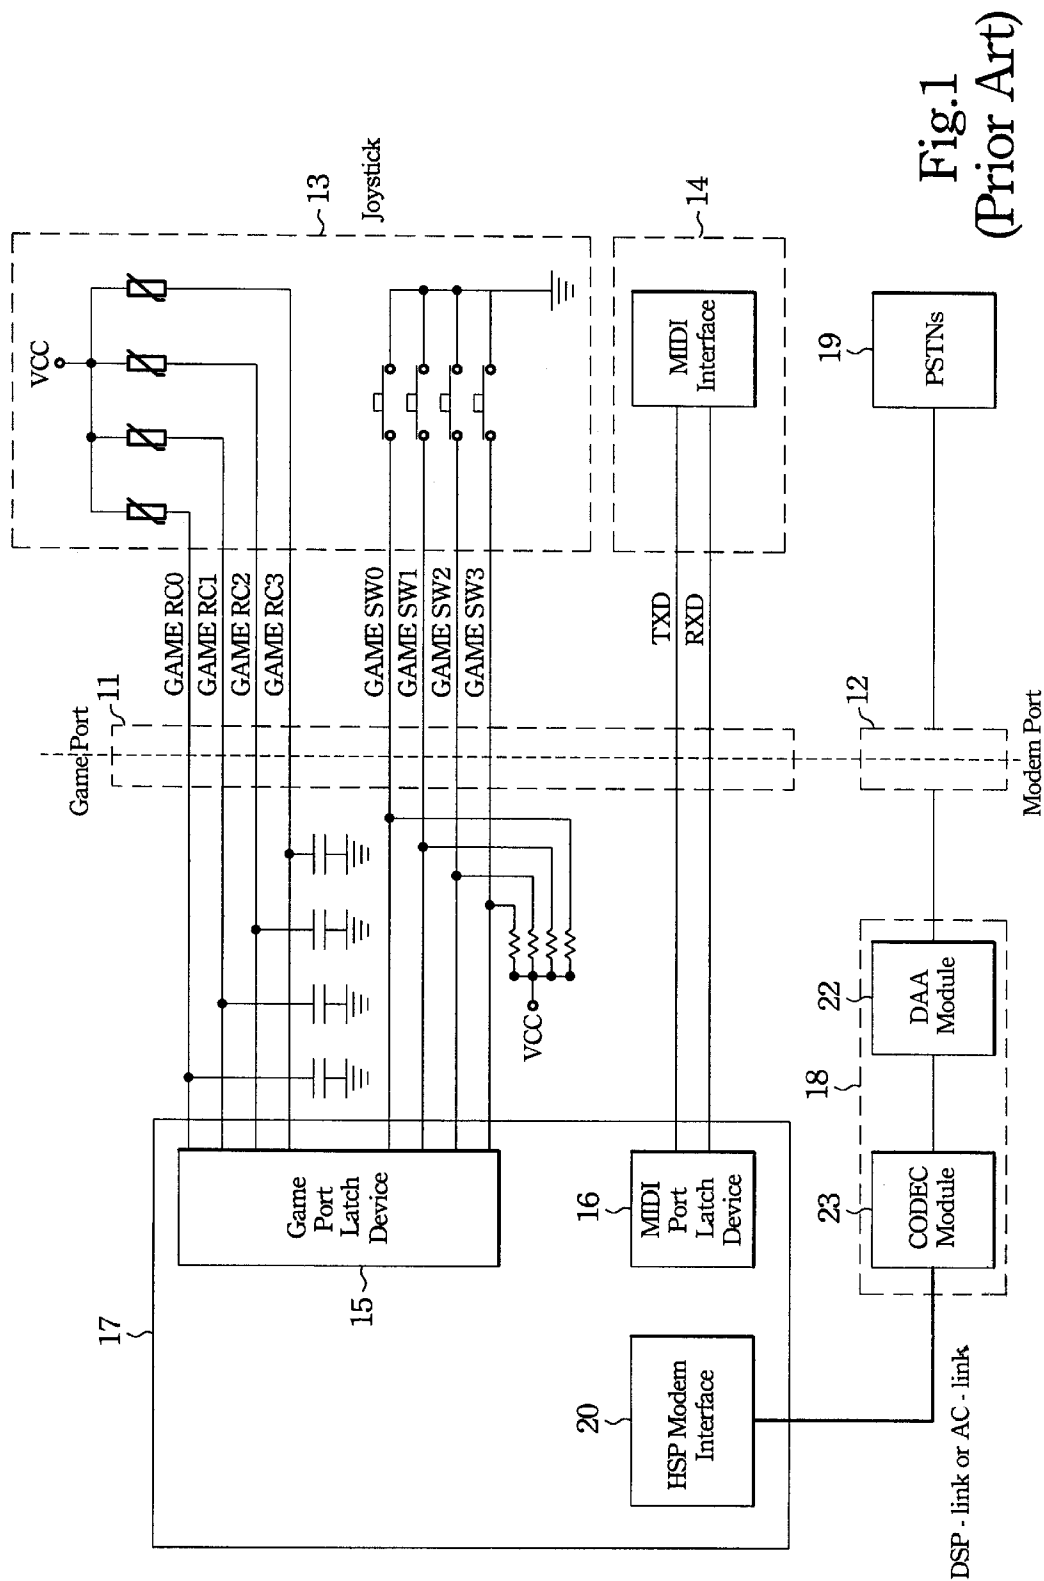 17
20
HSP Modem
Interface
15
Game
Port
Latch
Device
16
MIDI
Port
Latch
Device
DSP - link or AC - link
23
CODEC
Module
18
22
DAA
Module
VCC
Game Port
11
12
Modem Port
GAME RC0
GAME RC1
GAME RC2
GAME RC3
GAME SW0
GAME SW1
GAME SW2
GAME SW3
TXD
RXD
VCC
13
Joystick
14
MIDI
Interface
19
PSTNs
Fig.1
(Prior Art)